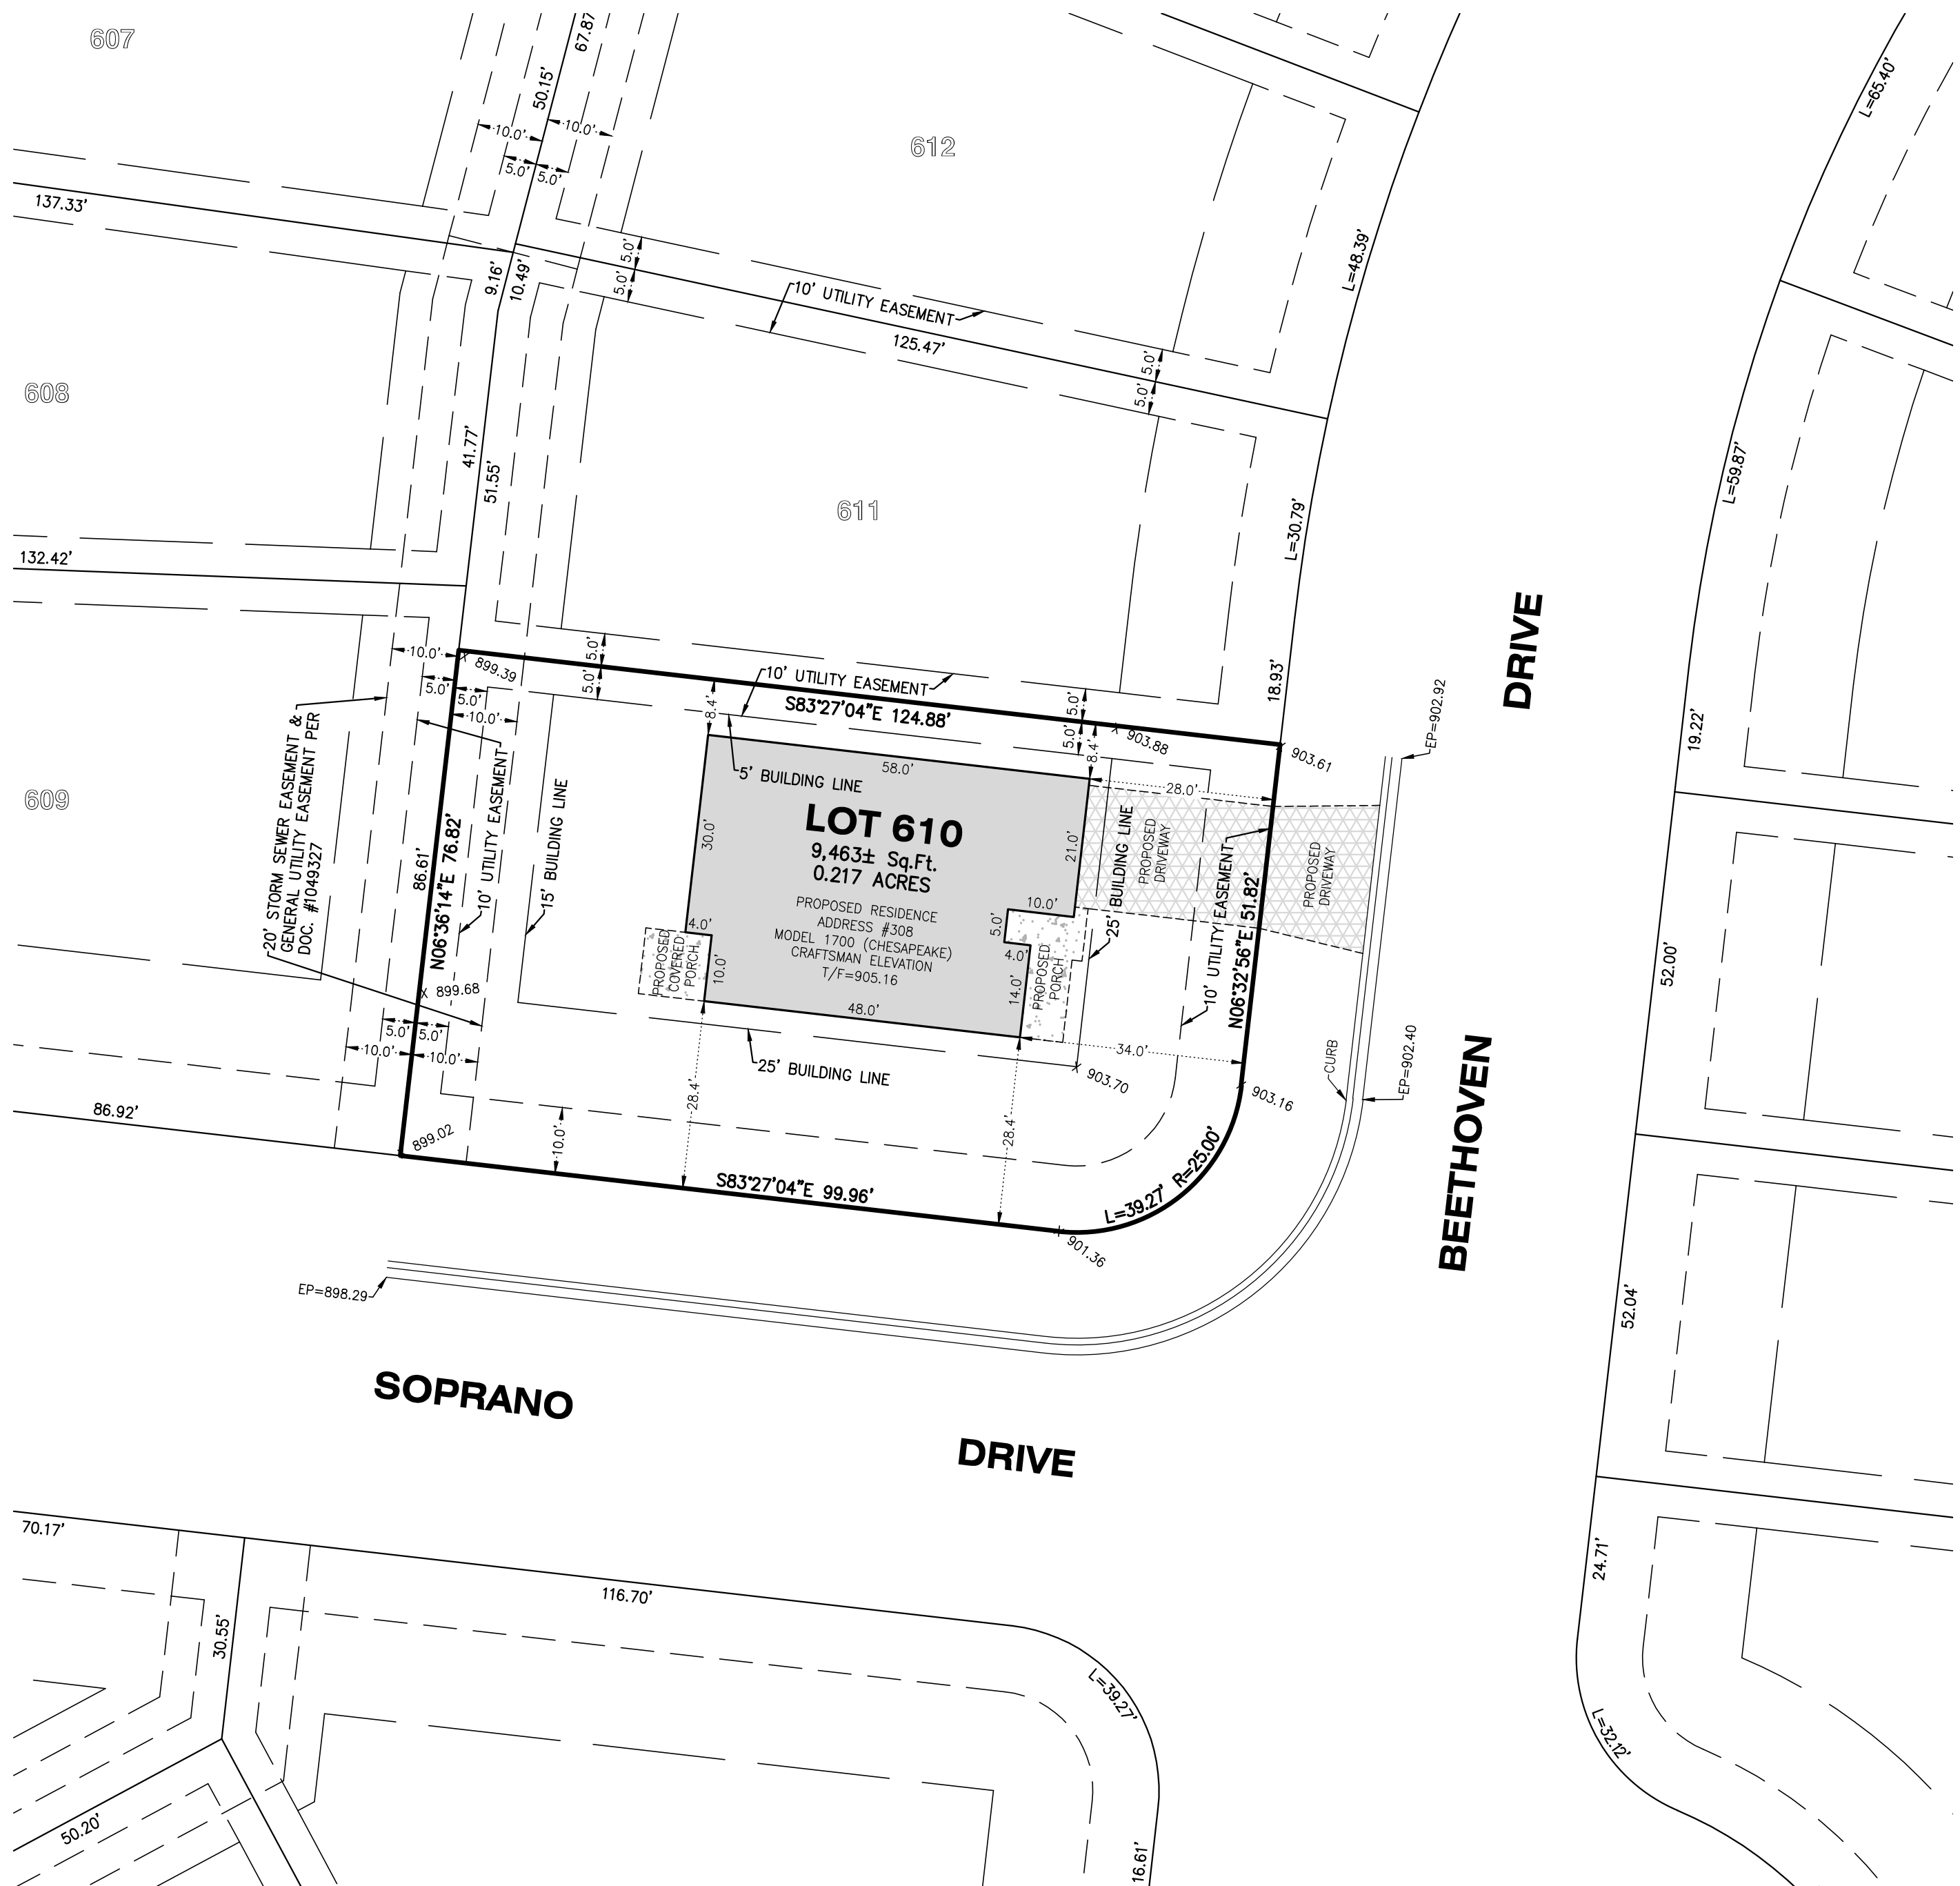 607
67.87
50.15'
10.0'
10.0'
5.0'
5.0'
612
L=65.40'
137.33'
9.16'
10.49'
5.0'
5.0'
10' UTILITY EASEMENT
125.47'
5.0'
5.0'
L=48.39'
608
41.77'
51.55'
611
L=30.79'
L=59.87'
132.42'
10.0'
899.39
5.0'
5.0'
10.0'
5.0'
5.0'
10' UTILITY EASEMENT
S83°27'04"E 124.88'
5.0'
5.0'
18.93'
903.88
903.61
EP=902.92
DRIVE
19.22'
8.4'
8.4'
5' BUILDING LINE
58.0'
28.0'
609
20' STORM SEWER EASEMENT &
GENERAL UTILITY EASEMENT PER
DOC. #1049327
86.61'
N06°36'14"E 76.82'
10' UTILITY EASEMENT
15' BUILDING LINE
30.0'
LOT 610
9,463± Sq.Ft.
0.217 ACRES
PROPOSED RESIDENCE
ADDRESS #308
MODEL 1700 (CHESAPEAKE)
CRAFTSMAN ELEVATION
T/F=905.16
21.0'
10.0'
5.0'
4.0'
14.0'
48.0'
4.0'
10.0'
PROPOSED
COVERED
PORCH
PROPOSED
PORCH
25' BUILDING LINE
PROPOSED
DRIVEWAY
10' UTILITY EASEMENT
N06°32'56"E 51.82'
PROPOSED
DRIVEWAY
52.00'
899.68
5.0'
5.0'
10.0'
10.0'
25' BUILDING LINE
34.0'
903.70
903.16
CURB
EP=902.40
BEETHOVEN
86.92'
899.02
10.0'
28.4'
28.4'
S83°27'04"E 99.96'
L=39.27' R=25.00'
901.36
EP=898.29
52.04'
SOPRANO
DRIVE
70.17'
30.55'
116.70'
L=39.27'
24.71'
L=32.12'
50.20'
16.61'